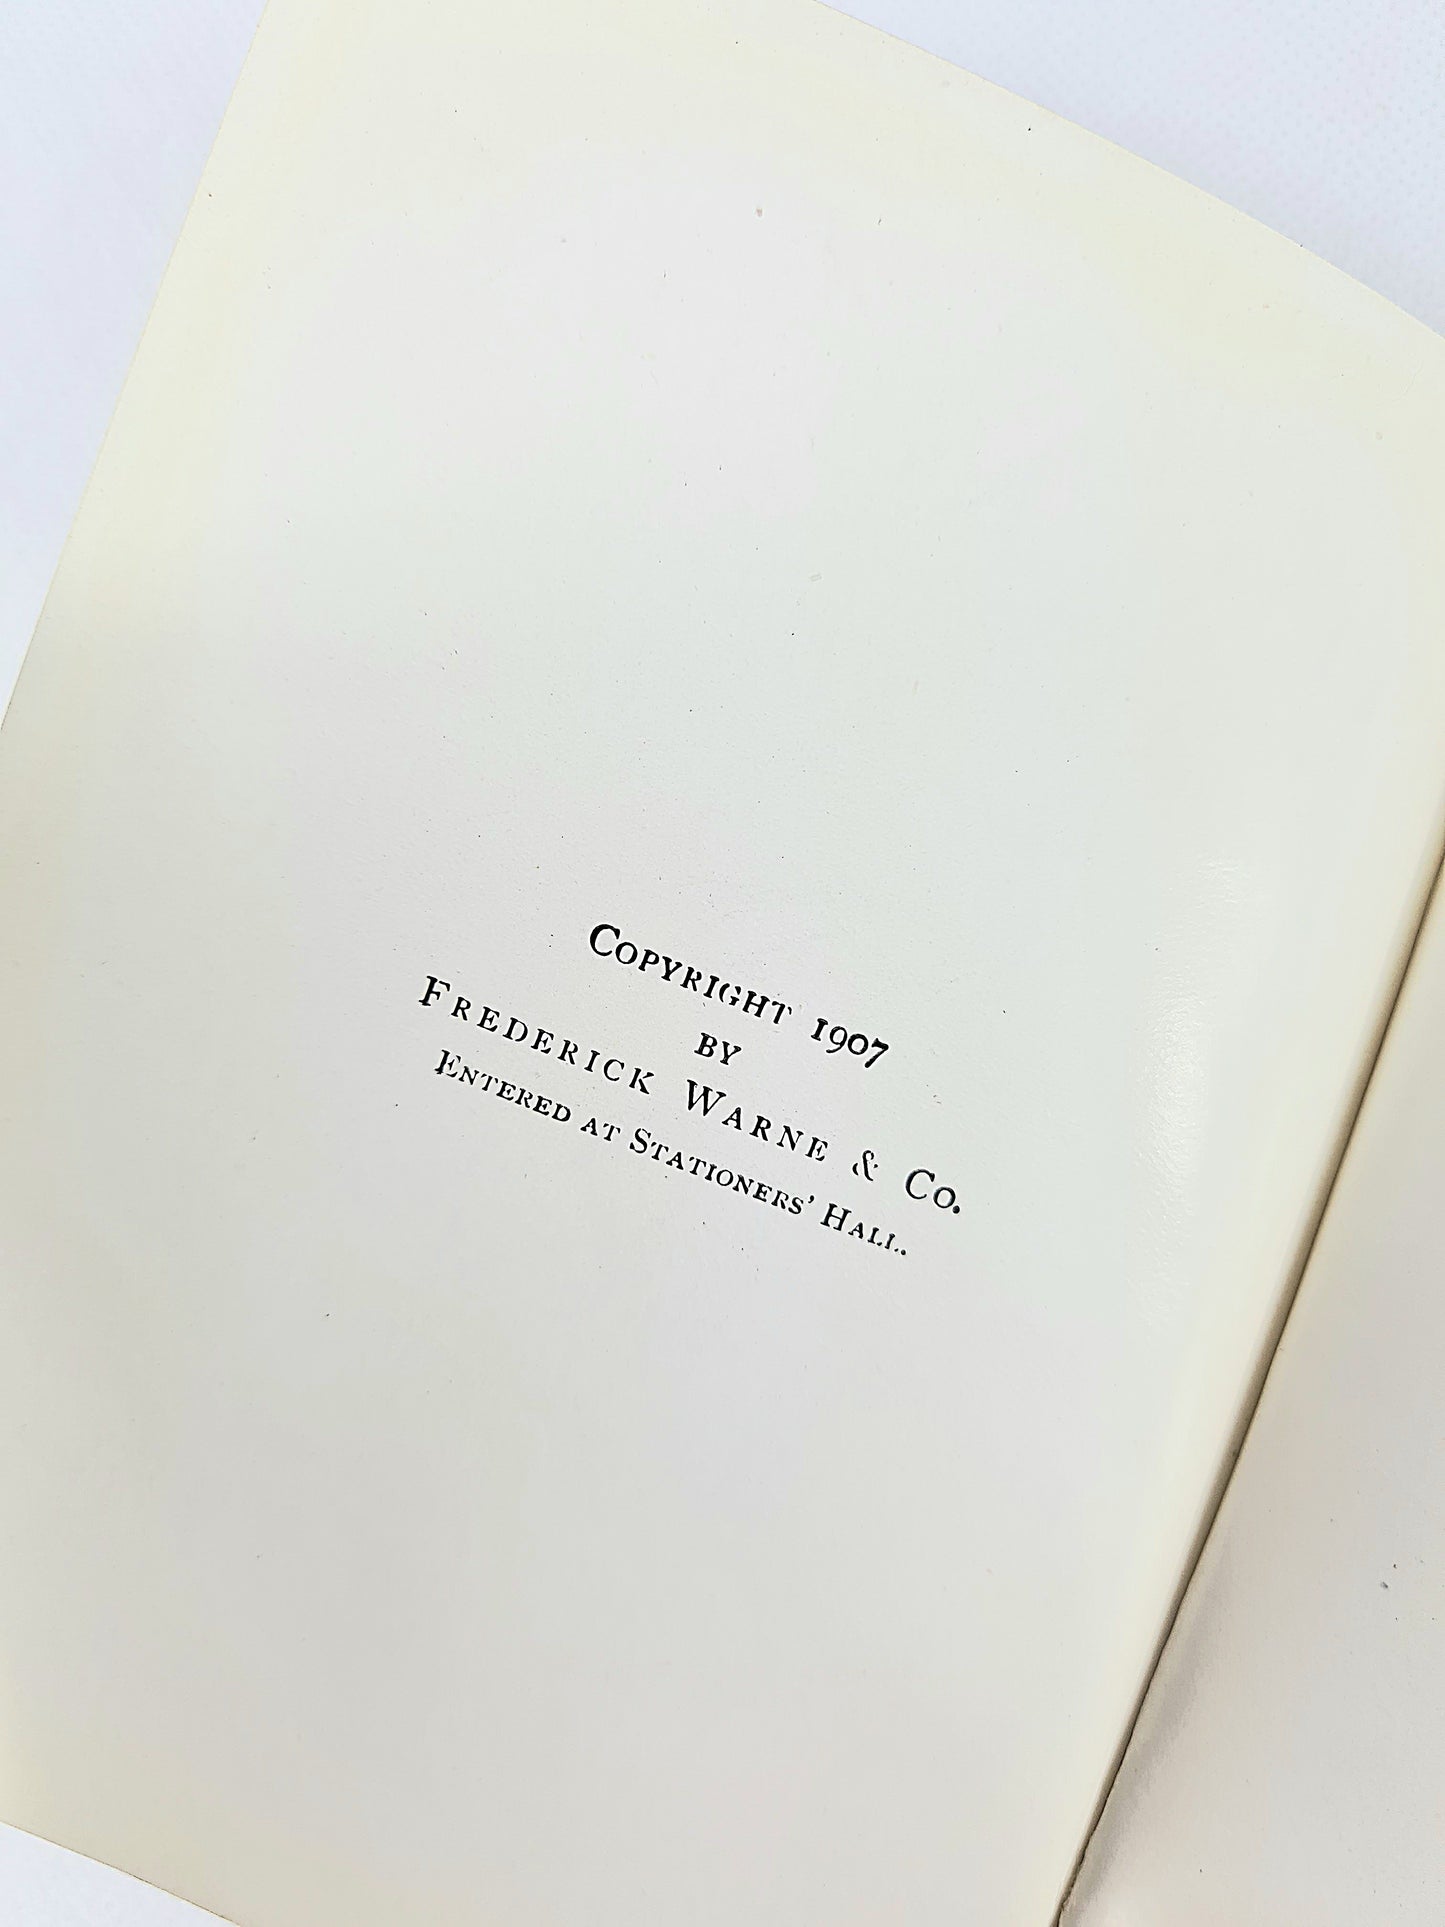 Copyright 1907
by
Frederick Warne & Co.
Entered at Stationers' Hall.